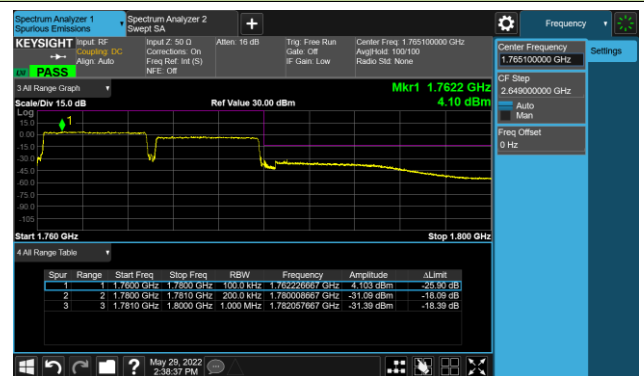 Spectrum Analyzer 1
Spurious Emissions
Spectrum Analyzer 2
Swept SA
+
Frequency
KEYSIGHT
Input: RF
Coupling: DC
Align: Auto
Input Z: 50 Ω
Corrections: On
Freq Ref: Int (S)
NFE: Off
Atten: 16 dB
Trig: Free Run
Gate: Off
IF Gain: Low
Center Freq: 1.765100000 GHz
Avg|Hold: 100/100
Radio Std: None
PASS
Center Frequency
1.765100000 GHz
Settings
CF Step
2.649000000 GHz
Auto
Man
Freq Offset
0 Hz
3 All Range Graph
Mkr1 1.7622 GHz
Scale/Div 15.0 dB
Ref Value 30.00 dBm
4.10 dBm
Log
15.0
0.00
-15.0
-30.0
-45.0
-60.0
-75.0
-90.0
-105
1
Start 1.760 GHz
Stop 1.800 GHz
4 All Range Table
Spur Range Start Freq Stop Freq RBW Frequency Amplitude ΔLimit
1 1 1.7600 GHz 1.7800 GHz 100.0 kHz 1.762226667 GHz 4.103 dBm -25.90 dB
2 2 1.7800 GHz 1.7810 GHz 200.0 kHz 1.780008667 GHz -31.09 dBm -18.09 dB
3 3 1.7810 GHz 1.8000 GHz 1.000 MHz 1.782057667 GHz -31.39 dBm -18.39 dB
?
May 29, 2022
2:38:37 PM